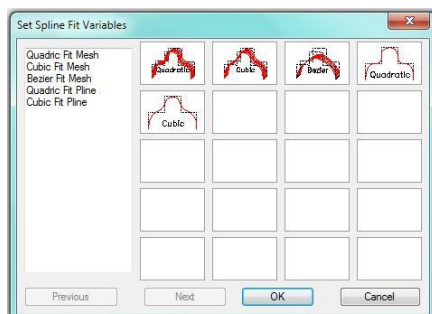 Set Spline Fit Variables
Quadric Fit Mesh
Cubic Fit Mesh
Bezier Fit Mesh
Quadric Fit Pline
Cubic Fit Pline
Quadratic
Cubic
Bezier
Quadratic
Cubic
Previous
Next
OK
Cancel